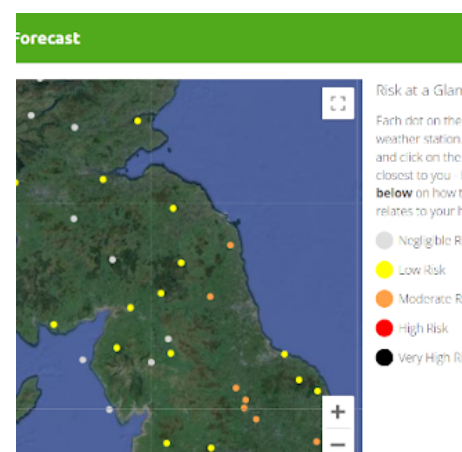 Forecast
Risk at a Glan
Each dot on the
weather station
and click on the
closest to you -
below on how t
relates to your h
Negligible R
Low Risk
Moderate R
High Risk
Very High Ri
+
−